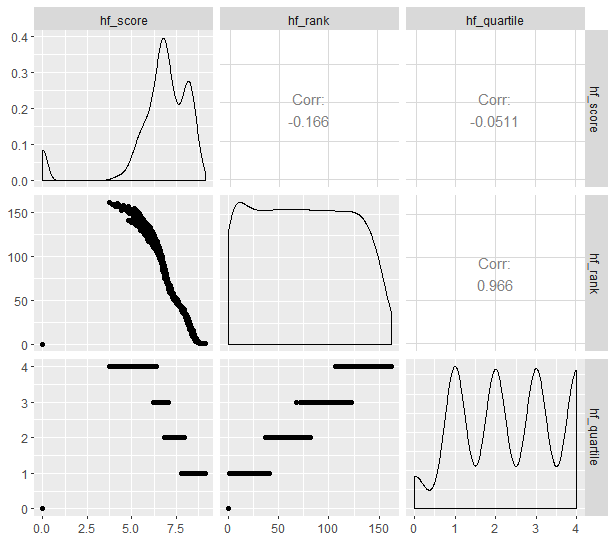 hf_score hf_rank hf_quartile
0.4
0.3
0.2
0.1
0.0
Corr:
-0.166
Corr:
-0.0511
hf_score
150
100
50
0
Corr:
0.966
hf_rank
4
3
2
1
0
hf_quartile
0.0 2.5 5.0 7.5 0 50 100 150 0 1 2 3 4